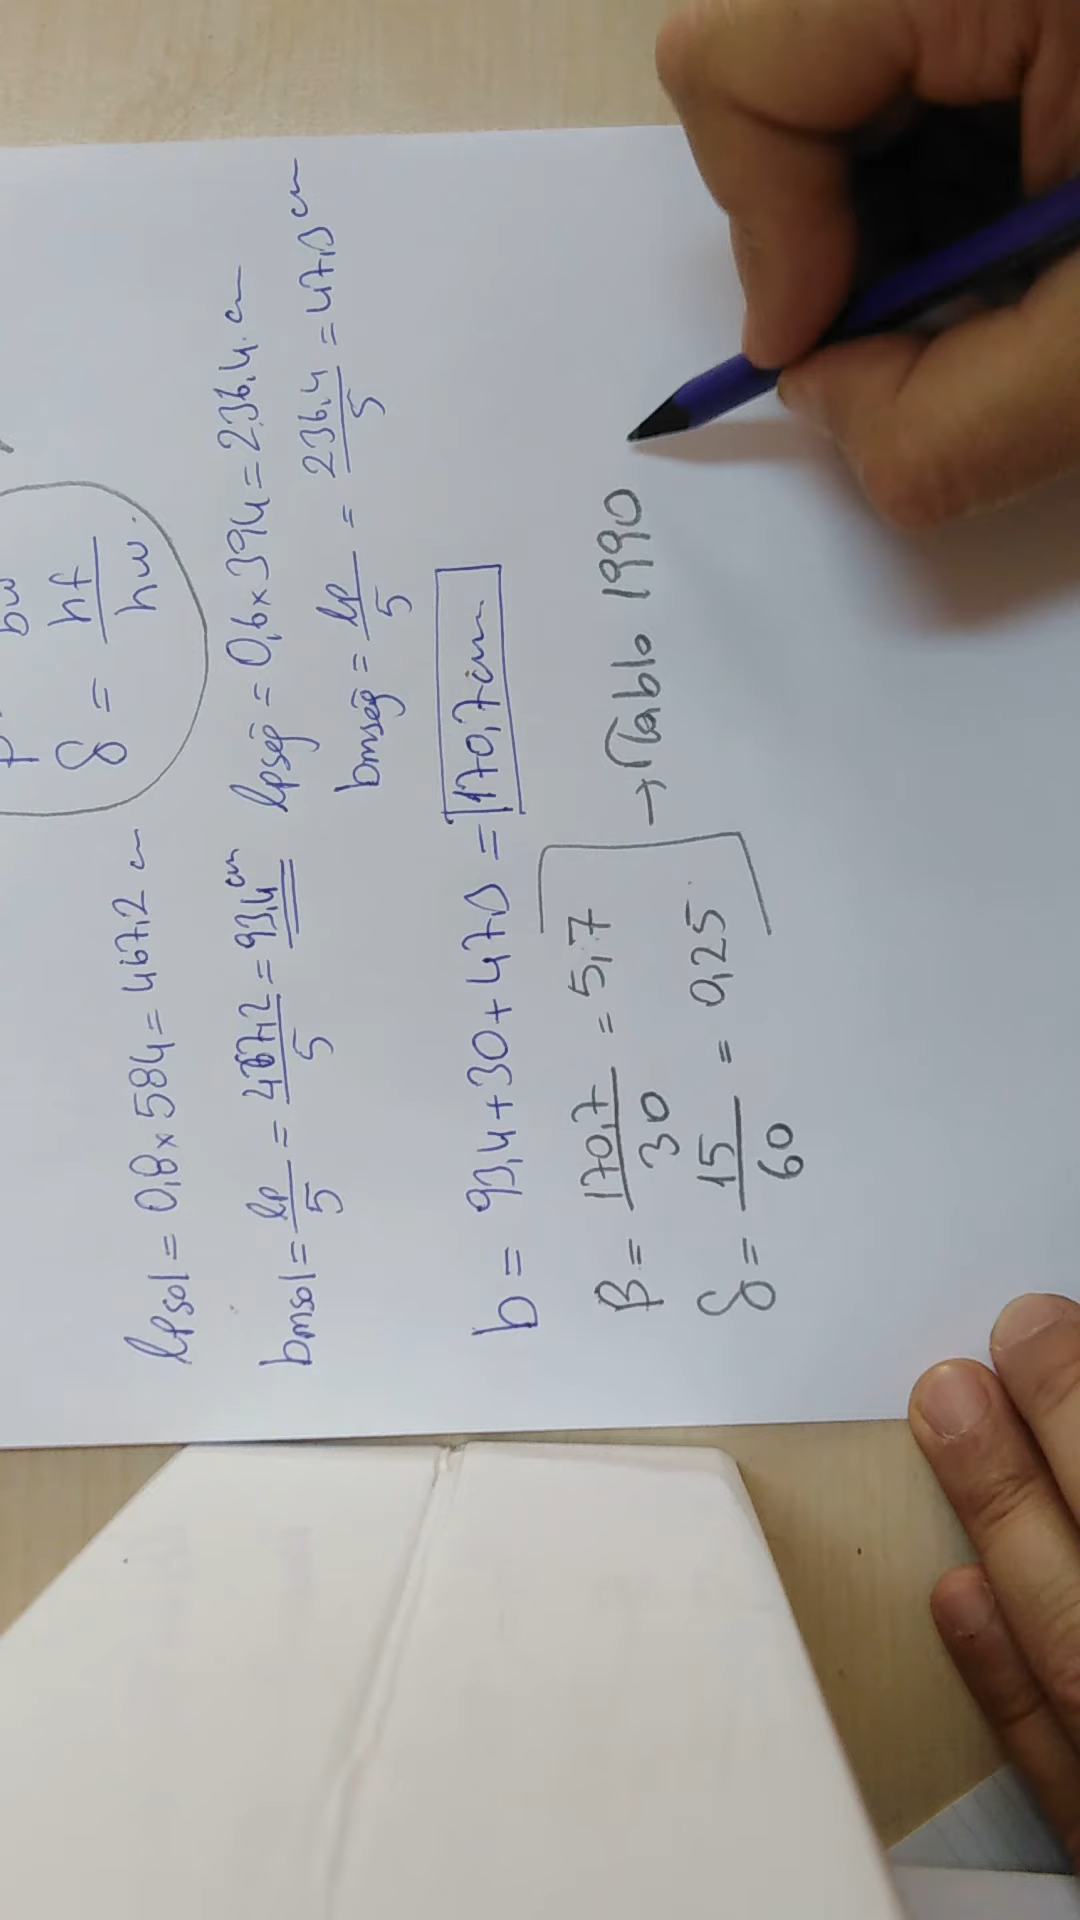 β bw
δ = hf / hw.
lpsol = 0,8 x 584 = 467,2 cm
bmsol = lp / 5 = 467,2 / 5 = 93,4 cm
lpsağ = 0,6 x 394 = 236,4. cm
bmsağ = lp / 5 = 236,4 / 5 = 47,3 cm
b = 93,4 + 30 + 47,3 = 170,7 cm
β = 170,7 / 30 = 5,7
δ = 15 / 60 = 0,25
→ Tablo 1990